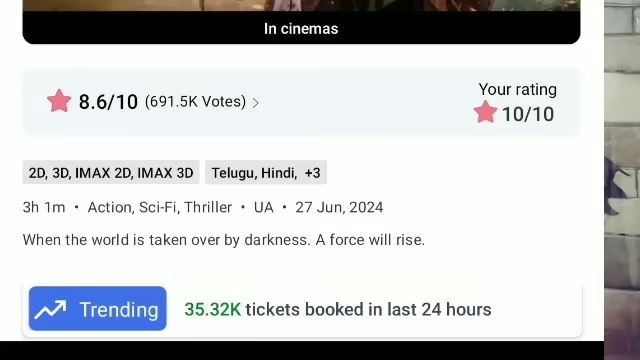 In cinemas
8.6/10 (691.5K Votes) >
Your rating
10/10
2D, 3D, IMAX 2D, IMAX 3D Telugu, Hindi, +3
3h 1m • Action, Sci-Fi, Thriller • UA • 27 Jun, 2024
When the world is taken over by darkness. A force will rise.
Trending 35.32K tickets booked in last 24 hours